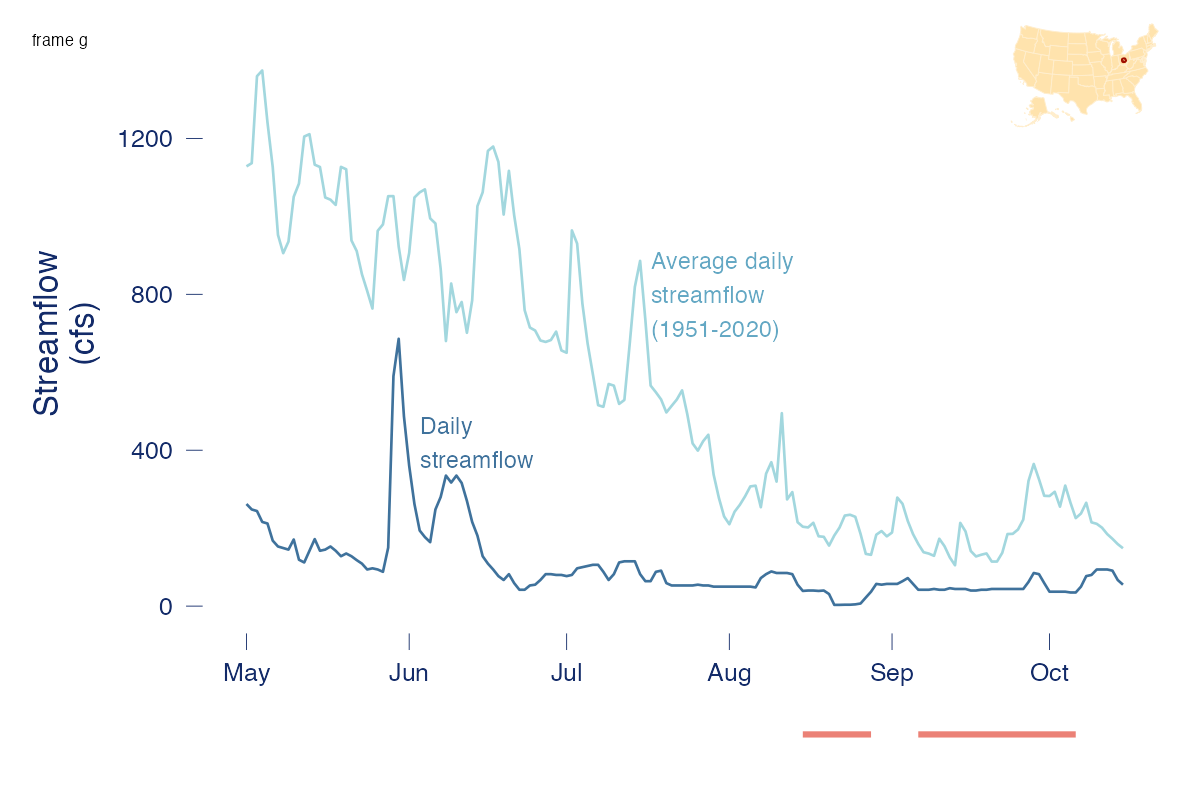 frame g
1200
800
400
0
Streamflow
(cfs)
Average daily
streamflow
(1951-2020)
Daily
streamflow
May
Jun
Jul
Aug
Sep
Oct